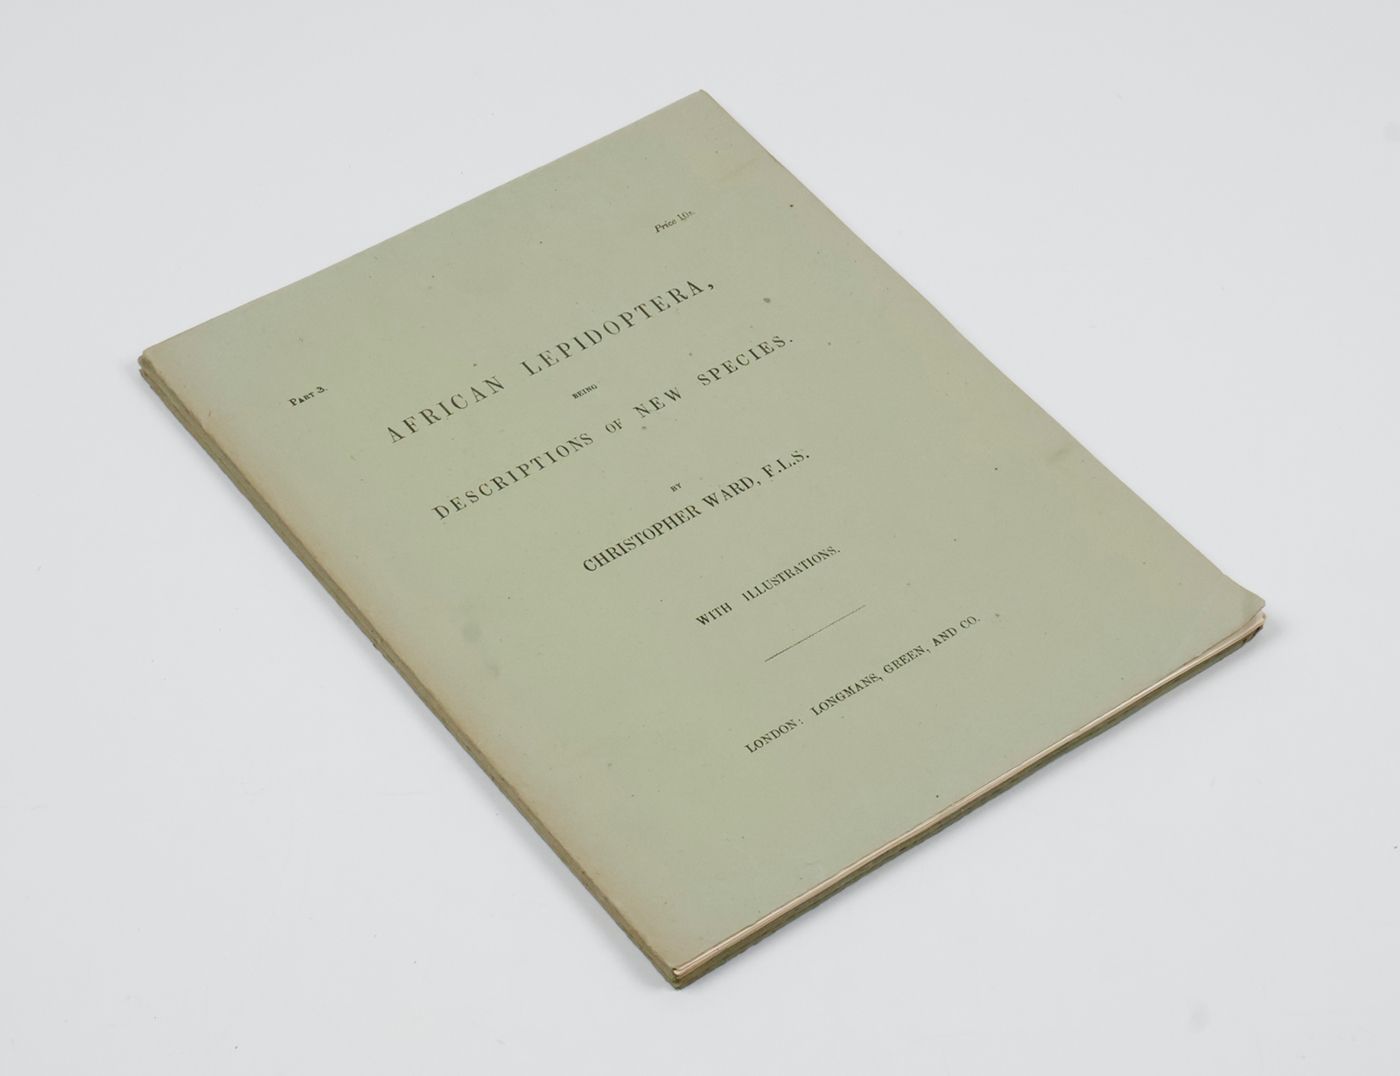 Part 3.
Price 10s.
AFRICAN LEPIDOPTERA,
BEING
DESCRIPTIONS OF NEW SPECIES.
BY
CHRISTOPHER WARD, F.L.S.
WITH ILLUSTRATIONS.
LONDON: LONGMANS, GREEN, AND CO.